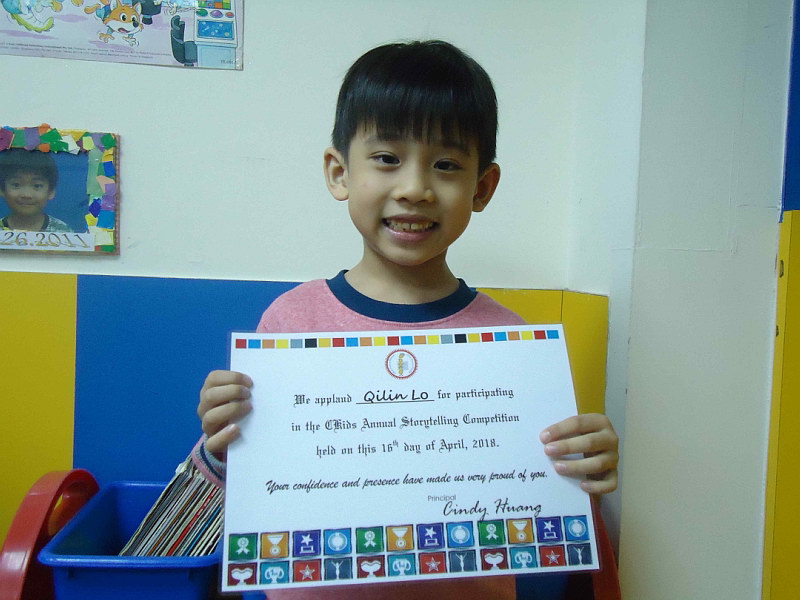 26.2011
We applaud Qilin Lo for participating
in the CKids Annual Storytelling Competition
held on this 16th day of April, 2018.
Your confidence and presence have made us very proud of you.
Principal
Cindy Huang